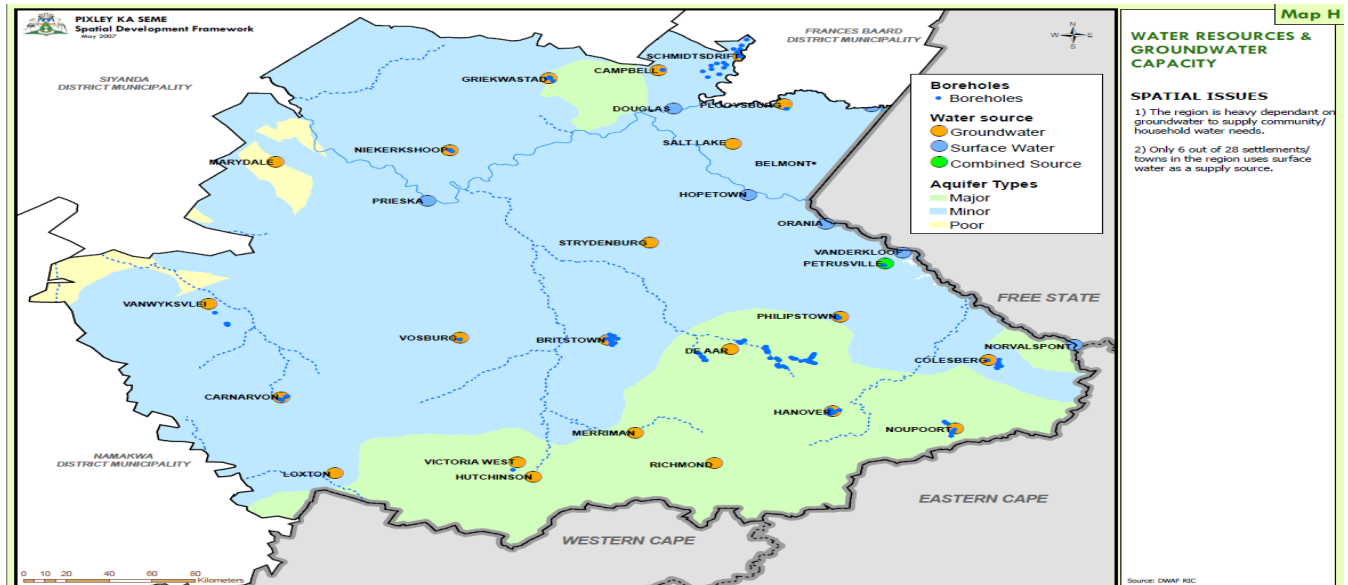 PIXLEY KA SEME
Spatial Development Framework
May 2007
Map H
WATER RESOURCES &
GROUNDWATER
CAPACITY
SPATIAL ISSUES
1) The region is heavy dependant on
groundwater to supply community/
household water needs.
2) Only 6 out of 28 settlements/
towns in the region uses surface
water as a supply source.
N
W
E
S
FRANCES BAARD
DISTRICT MUNICIPALITY
SIYANDA
DISTRICT MUNICIPALITY
Boreholes
Boreholes
Water source
Groundwater
Surface Water
Combined Source
Aquifer Types
Major
Minor
Poor
SCHMIDTSDRIFT
CAMPBELL
GRIEKWASTAD
DOUGLAS
PLOOYSBURG
SALT LAKE
NIEKERKSHOOP
MARYDALE
BELMONT
PRIESKA
HOPETOWN
ORANIA
STRYDENBURG
VANDERKLOOF
PETRUSVILLE
FREE STATE
VANWYKSVLEI
PHILIPSTOWN
VOSBURG
BRITSTOWN
DE AAR
NORVALSPONT
COLESBERG
CARNARVON
HANOVER
NOUPOORT
MERRIMAN
NAMAKWA
DISTRICT MUNICIPALITY
LOXTON
VICTORIA WEST
HUTCHINSON
RICHMOND
EASTERN CAPE
WESTERN CAPE
0 10 20 40 60 80
Kilometers
Source: DWAF RIC